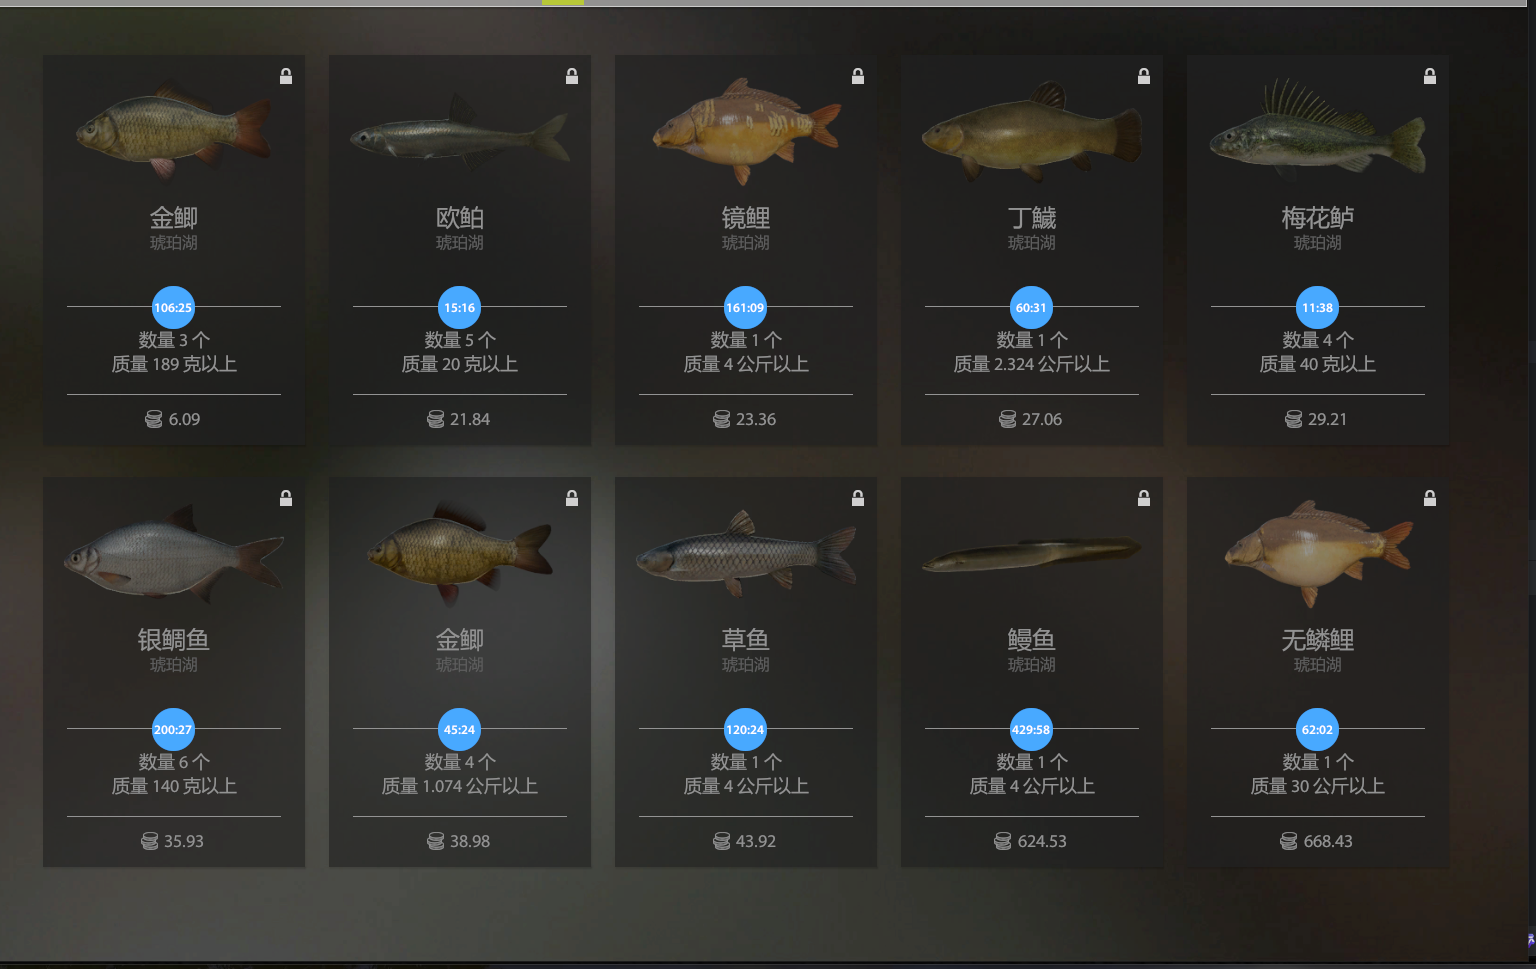 金鲫
琥珀湖
106:25
数量 3 个
质量 189 克以上
6.09
欧鲌
琥珀湖
15:16
数量 5 个
质量 20 克以上
21.84
镜鲤
琥珀湖
161:09
数量 1 个
质量 4 公斤以上
23.36
丁鱥
琥珀湖
60:31
数量 1 个
质量 2.324 公斤以上
27.06
梅花鲈
琥珀湖
11:38
数量 4 个
质量 40 克以上
29.21
银鲷鱼
琥珀湖
200:27
数量 6 个
质量 140 克以上
35.93
金鲫
琥珀湖
45:24
数量 4 个
质量 1.074 公斤以上
38.98
草鱼
琥珀湖
120:24
数量 1 个
质量 4 公斤以上
43.92
鳗鱼
琥珀湖
429:58
数量 1 个
质量 4 公斤以上
624.53
无鳞鲤
琥珀湖
62:02
数量 1 个
质量 30 公斤以上
668.43